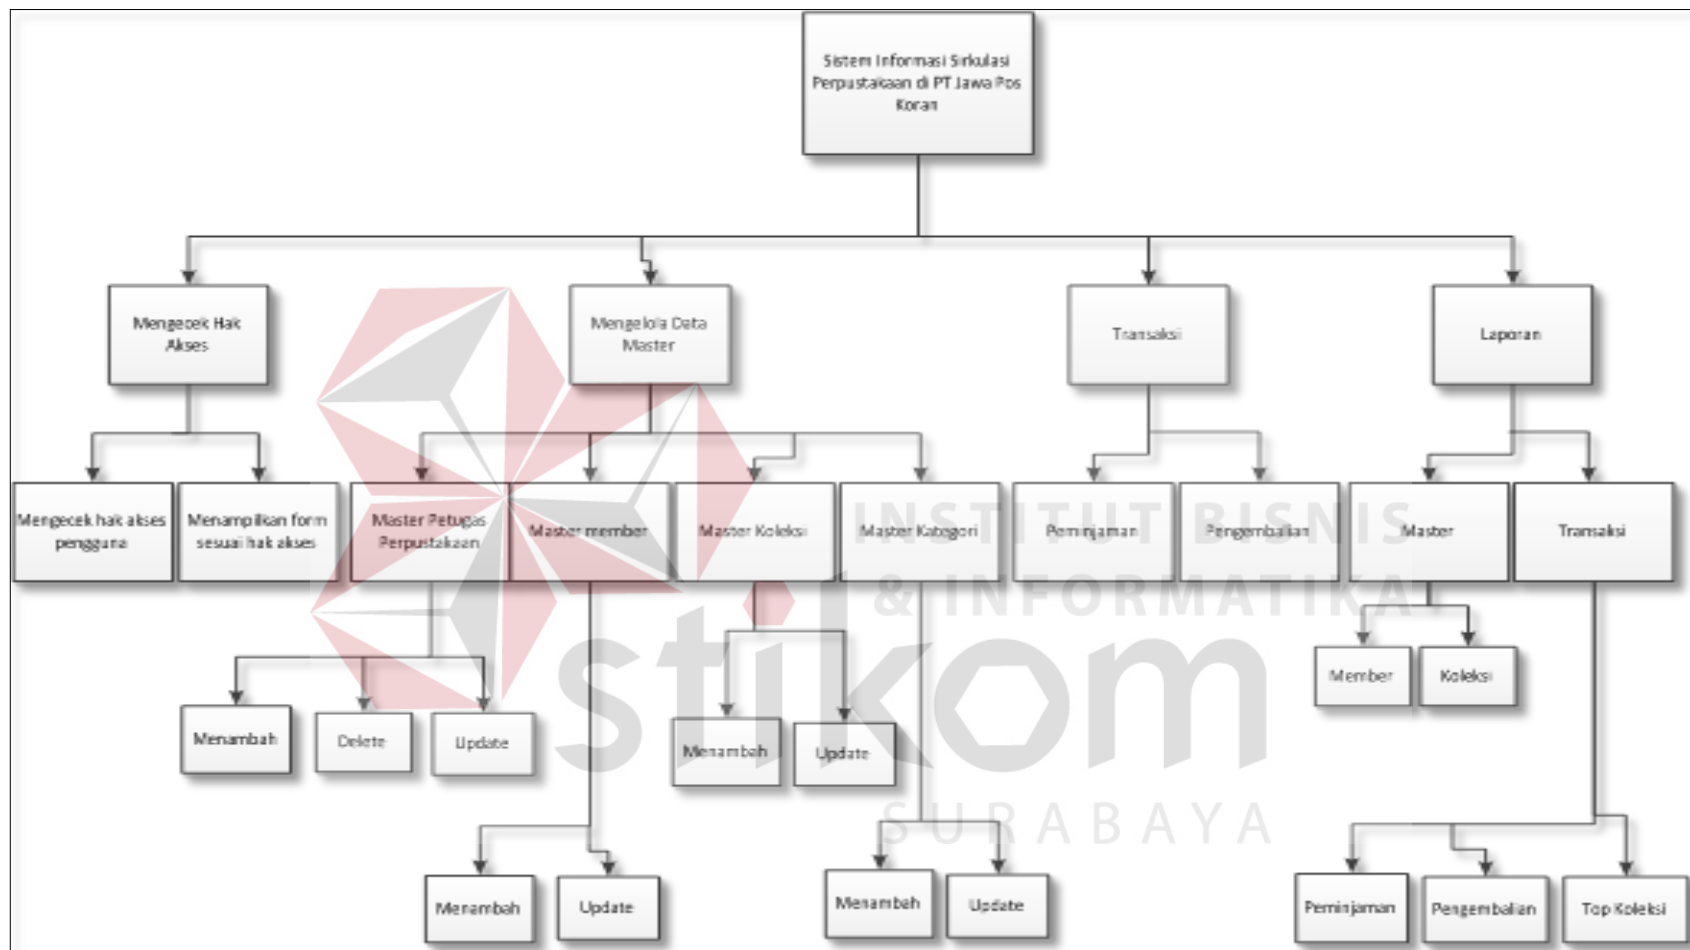 Sistem Informasi Sirkulasi
Perpustakaan di PT Jawa Pos
Koran
Mengecek Hak
Akses
Mengelola Data
Master
Transaksi
Laporan
Mengecek hak akses
pengguna
Menampilkan form
sesuai hak akses
Master Petugas
Perpustakaan
Master member
Master Koleksi
Master Kategori
Peminjaman
Pengembalian
Master
Transaksi
INSTITUT BISNIS
& INFORMATIKA
stikom
SURABAYA
Member
Koleksi
Menambah
Delete
Update
Menambah
Update
Menambah
Update
Menambah
Update
Peminjaman
Pengembalian
Top Koleksi